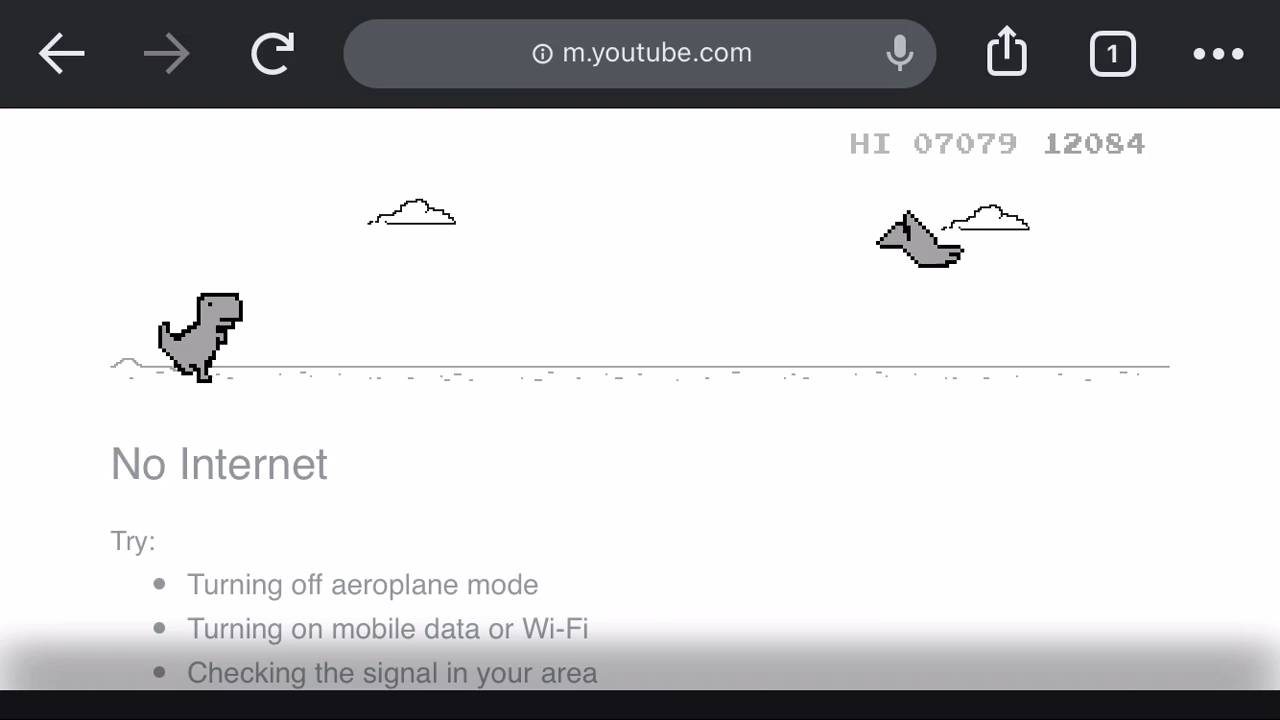 m.youtube.com
1
HI 07079 12084
No Internet
Try:
Turning off aeroplane mode
Turning on mobile data or Wi-Fi
Checking the signal in your area